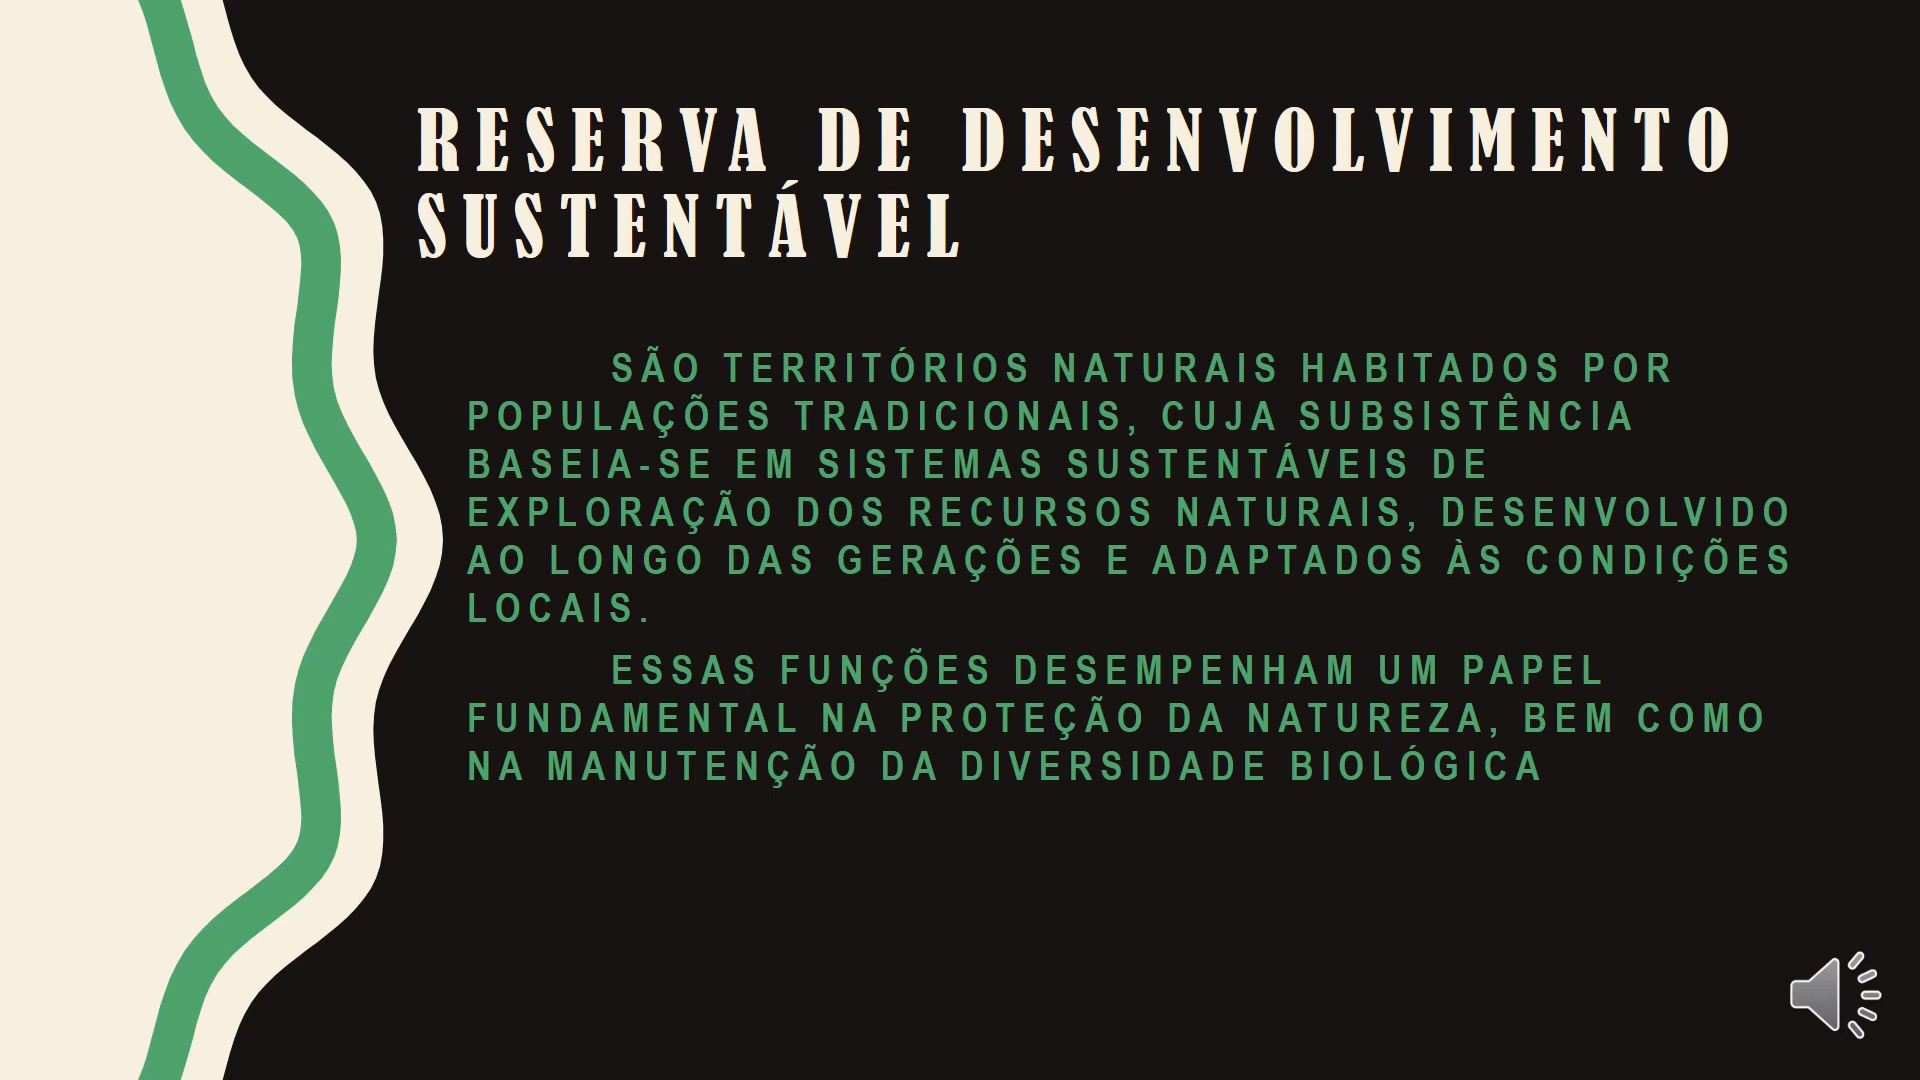 RESERVA DE DESENVOLVIMENTO
SUSTENTÁVEL
SÃO TERRITÓRIOS NATURAIS HABITADOS POR
POPULAÇÕES TRADICIONAIS, CUJA SUBSISTÊNCIA
BASEIA-SE EM SISTEMAS SUSTENTÁVEIS DE
EXPLORAÇÃO DOS RECURSOS NATURAIS, DESENVOLVIDO
AO LONGO DAS GERAÇÕES E ADAPTADOS ÀS CONDIÇÕES
LOCAIS.
ESSAS FUNÇÕES DESEMPENHAM UM PAPEL
FUNDAMENTAL NA PROTEÇÃO DA NATUREZA, BEM COMO
NA MANUTENÇÃO DA DIVERSIDADE BIOLÓGICA